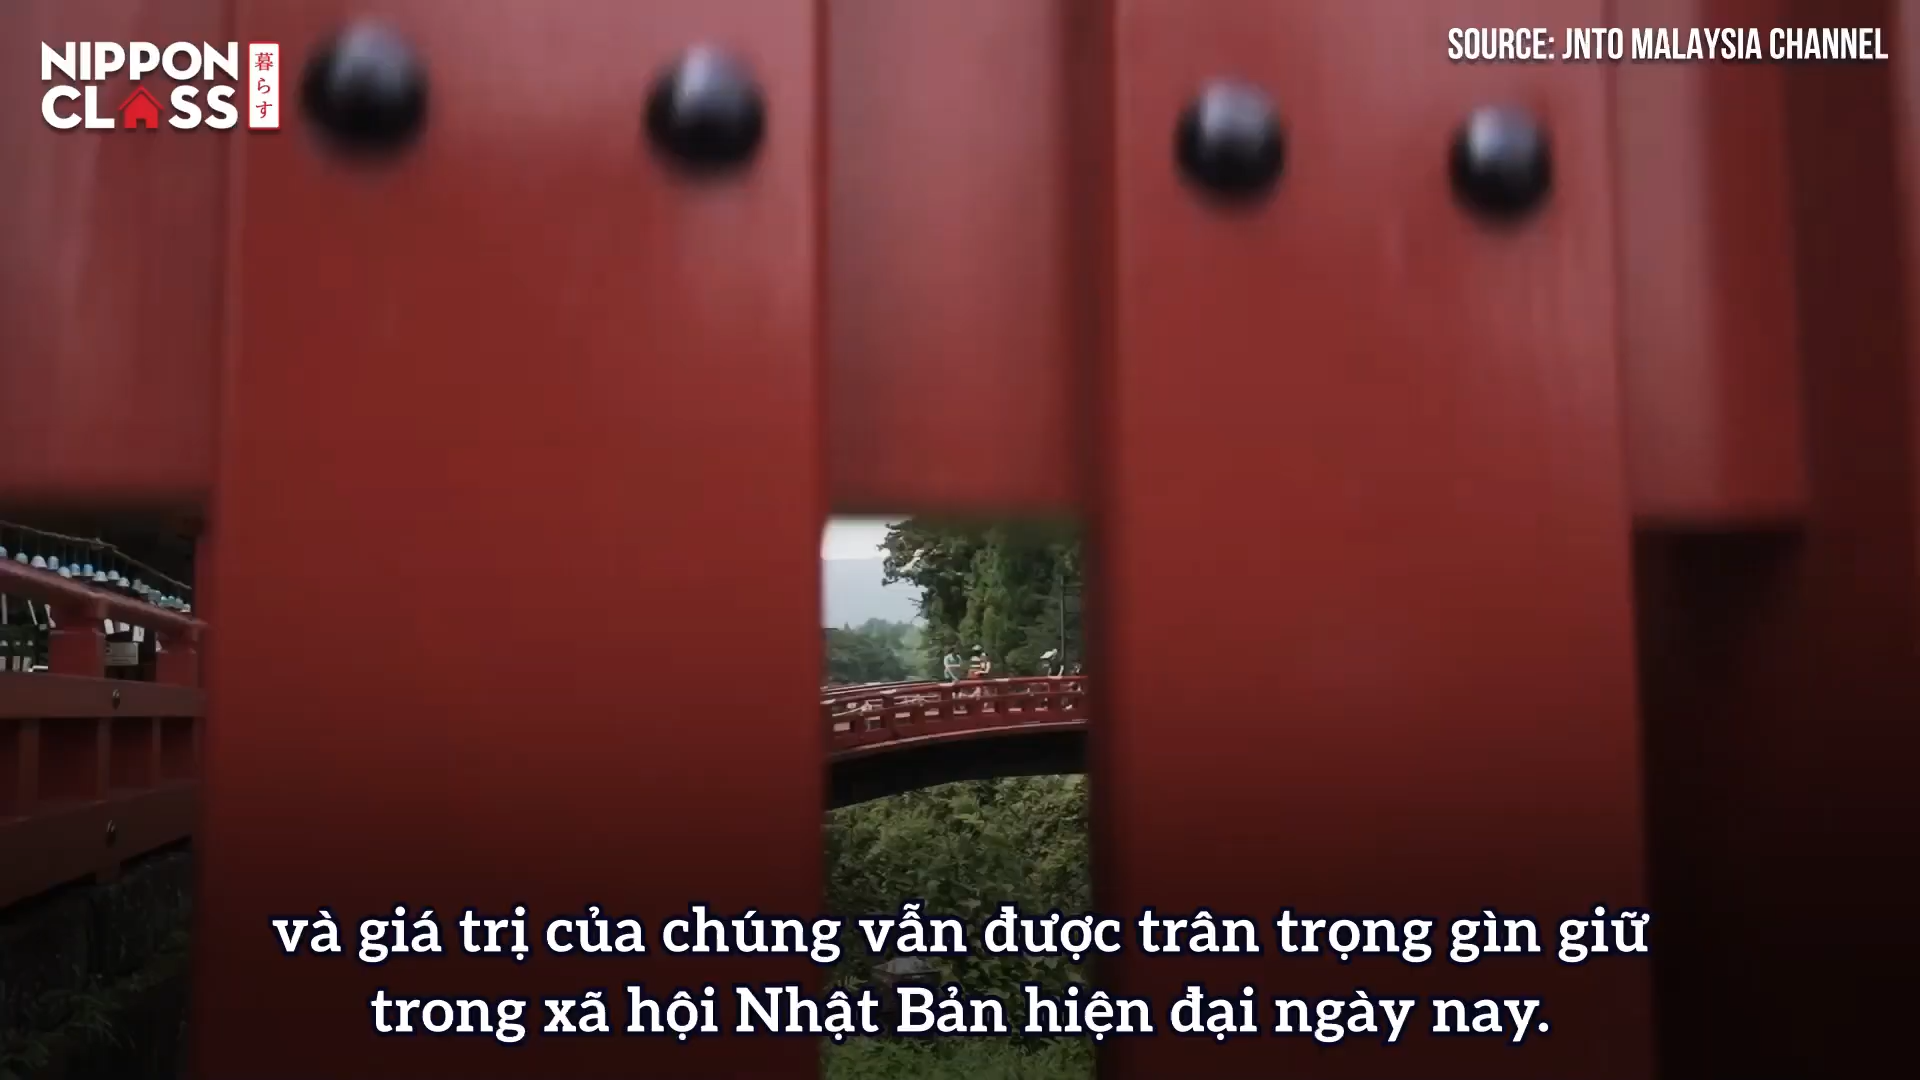 NIPPON
CLASS
暮らす
SOURCE: JNTO MALAYSIA CHANNEL
và giá trị của chúng vẫn được trân trọng gìn giữ
trong xã hội Nhật Bản hiện đại ngày nay.